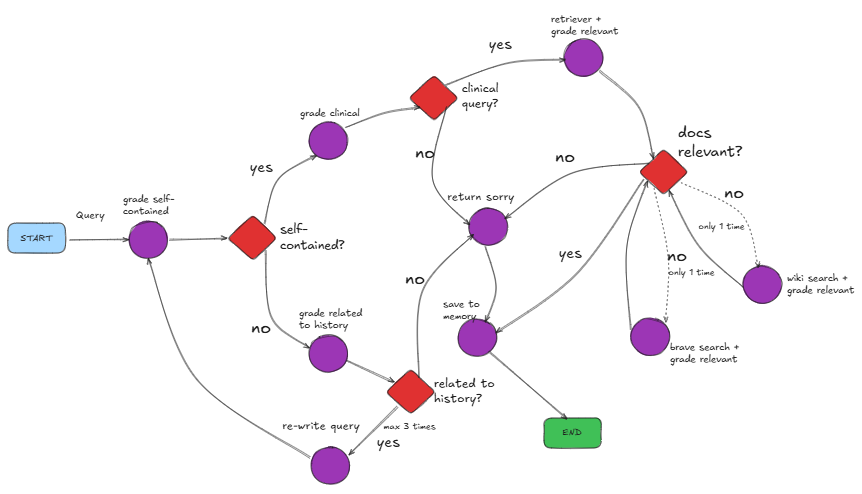 retriever +
grade relevant
yes
clinical
query?
grade clinical
no
docs
relevant?
no
yes
no
only 1 time
return sorry
grade self-
contained
Query
START
self-
contained?
yes
no
only 1 time
wiki search +
grade relevant
no
save to
memory
grade related
to history
no
brave search +
grade relevant
related to
history?
re-write query
max 3 times
yes
END